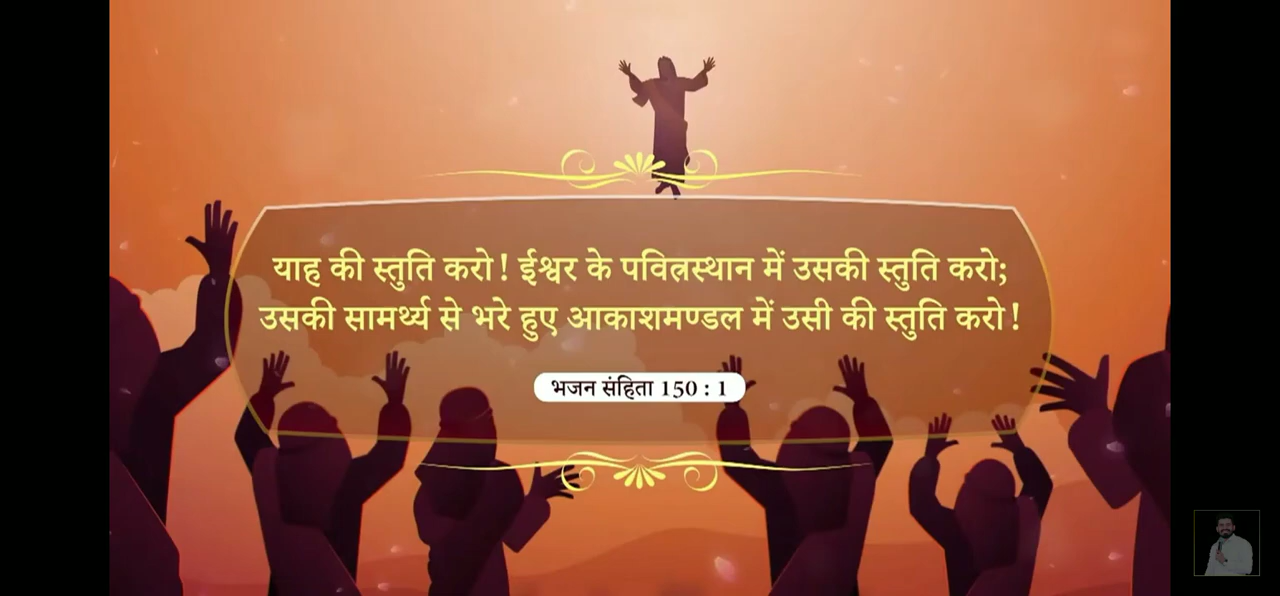 याह की स्तुति करो! ईश्वर के पवित्रस्थान में उसकी स्तुति करो;
उसकी सामर्थ्य से भरे हुए आकाशमण्डल में उसी की स्तुति करो!
भजन संहिता 150 : 1